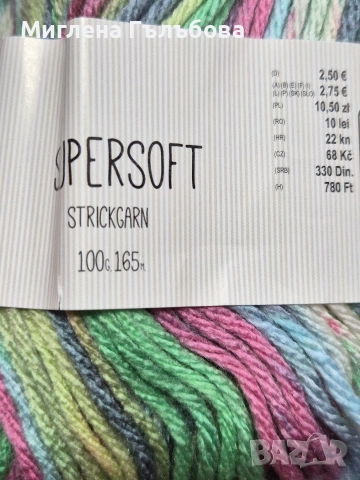 Миглена Гълъбова
(D) 2,50 €
(A) (B) (E) (F) (I)
(L) (P) (SK) (SLO) 2,75 €
(PL) 10,50 zł
(RO) 10 lei
(HR) 22 kn
(CZ) 68 Kč
(SRB) 330 Din.
(H) 780 Ft
SUPERSOFT
STRICKGARN
100G, 165M.
BAZAR